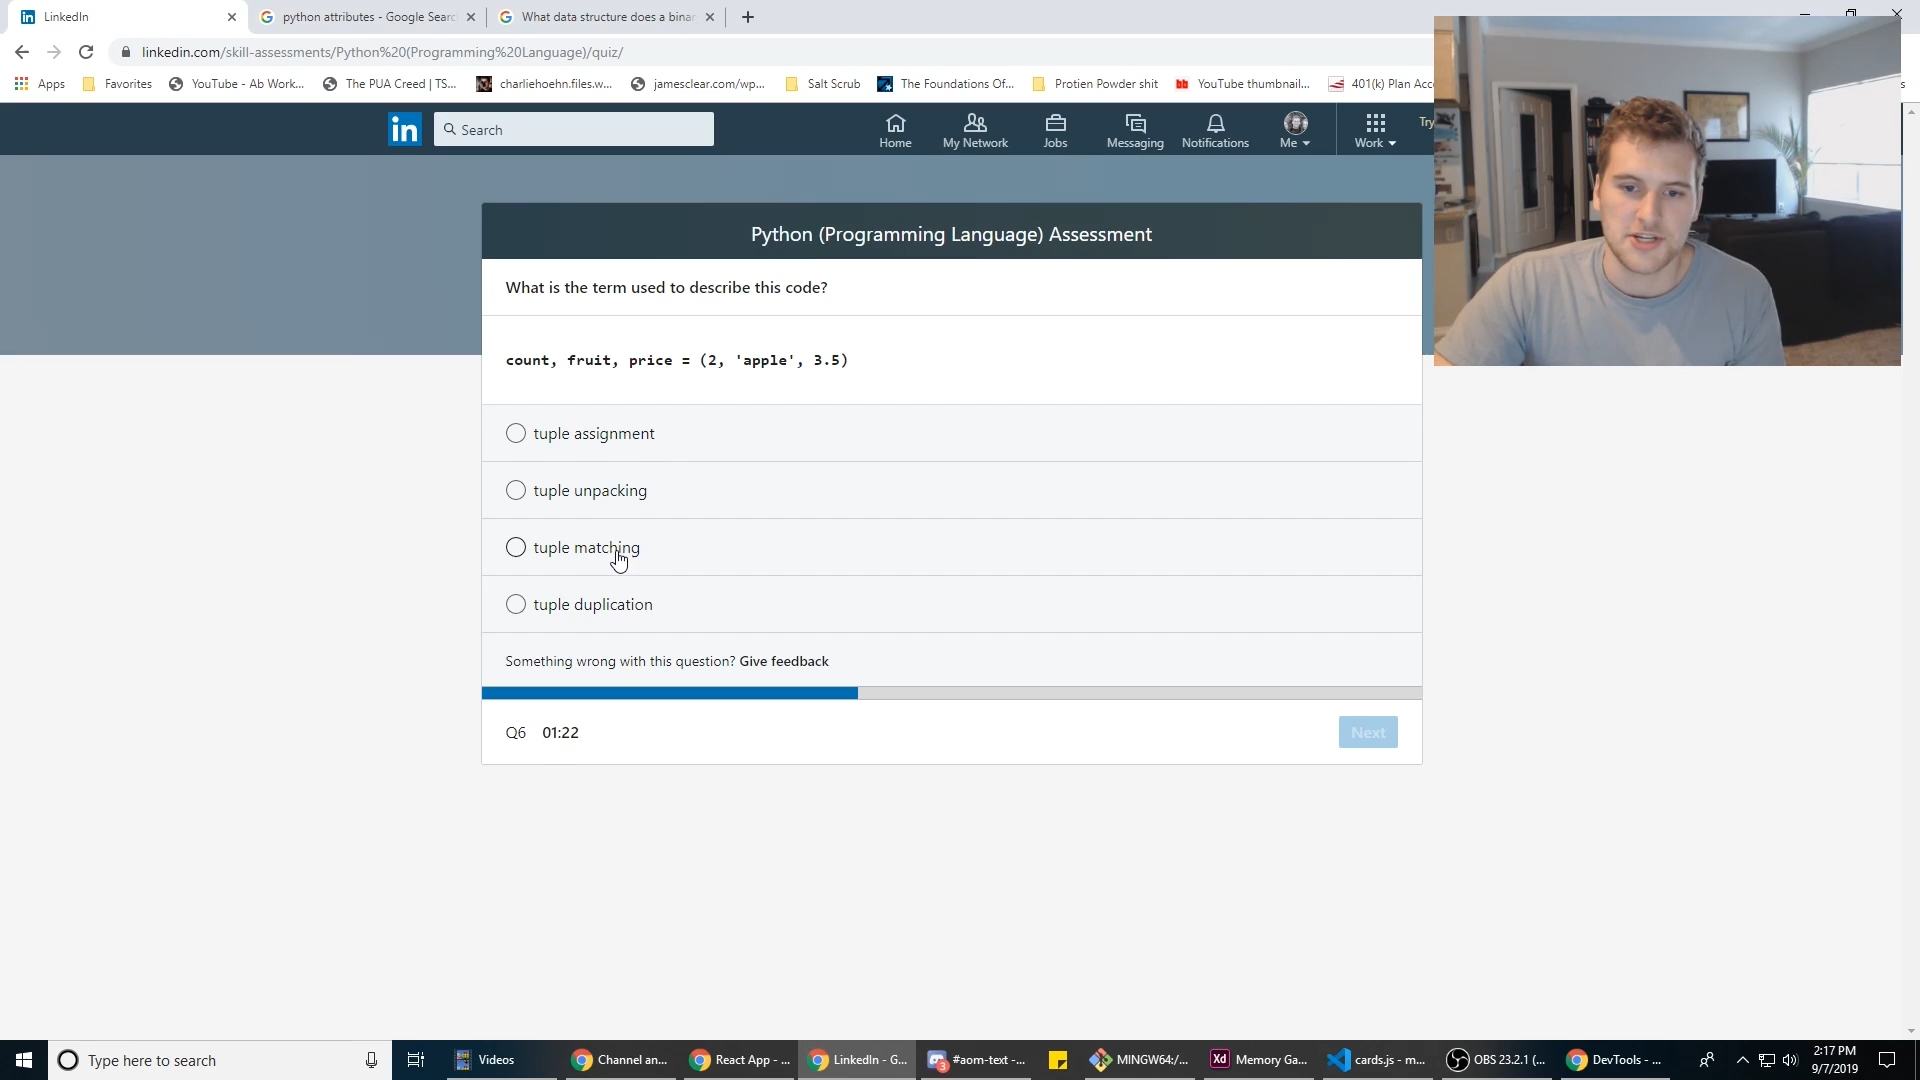 LinkedIn
python attributes - Google Searc
What data structure does a binar
linkedin.com/skill-assessments/Python%20(Programming%20Language)/quiz/
Apps
Favorites
YouTube - Ab Work...
The PUA Creed | TS...
charliehoehn.files.w...
jamesclear.com/wp...
Salt Scrub
The Foundations Of...
Protien Powder shit
YouTube thumbnail...
401(k) Plan Acc
in
Search
Home
My Network
Jobs
Messaging
Notifications
Me
Work
Try
Python (Programming Language) Assessment
What is the term used to describe this code?
count, fruit, price = (2, 'apple', 3.5)
tuple assignment
tuple unpacking
tuple matching
tuple duplication
Something wrong with this question? Give feedback
Q6 01:22
Next
Type here to search
Videos
Channel an...
React App - ...
LinkedIn - G...
3
#aom-text -...
MINGW64:/...
Xd
Memory Ga...
cards.js - m...
OBS 23.2.1 (...
DevTools - ...
2:17 PM
9/7/2019